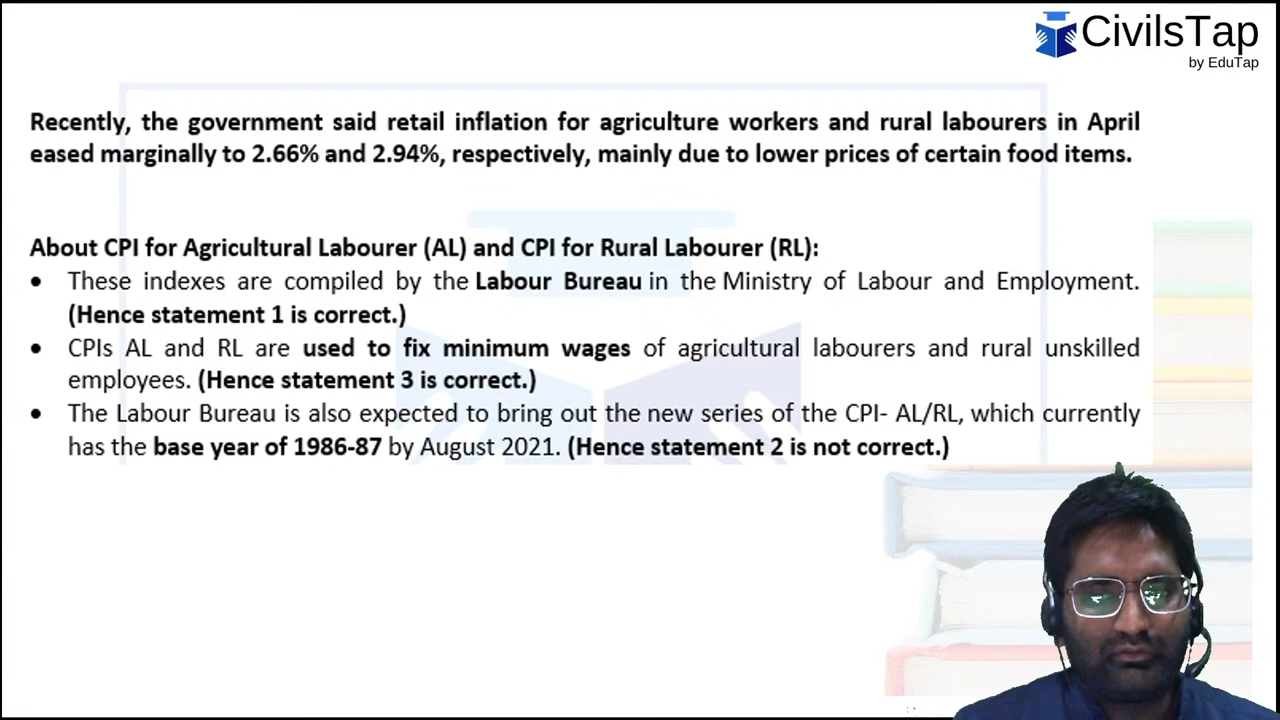 CivilsTap
by EduTap
Recently, the government said retail inflation for agriculture workers and rural labourers in April
eased marginally to 2.66% and 2.94%, respectively, mainly due to lower prices of certain food items.
About CPI for Agricultural Labourer (AL) and CPI for Rural Labourer (RL):
• These indexes are compiled by the Labour Bureau in the Ministry of Labour and Employment.
(Hence statement 1 is correct.)
• CPIs AL and RL are used to fix minimum wages of agricultural labourers and rural unskilled
employees. (Hence statement 3 is correct.)
• The Labour Bureau is also expected to bring out the new series of the CPI- AL/RL, which currently
has the base year of 1986-87 by August 2021. (Hence statement 2 is not correct.)